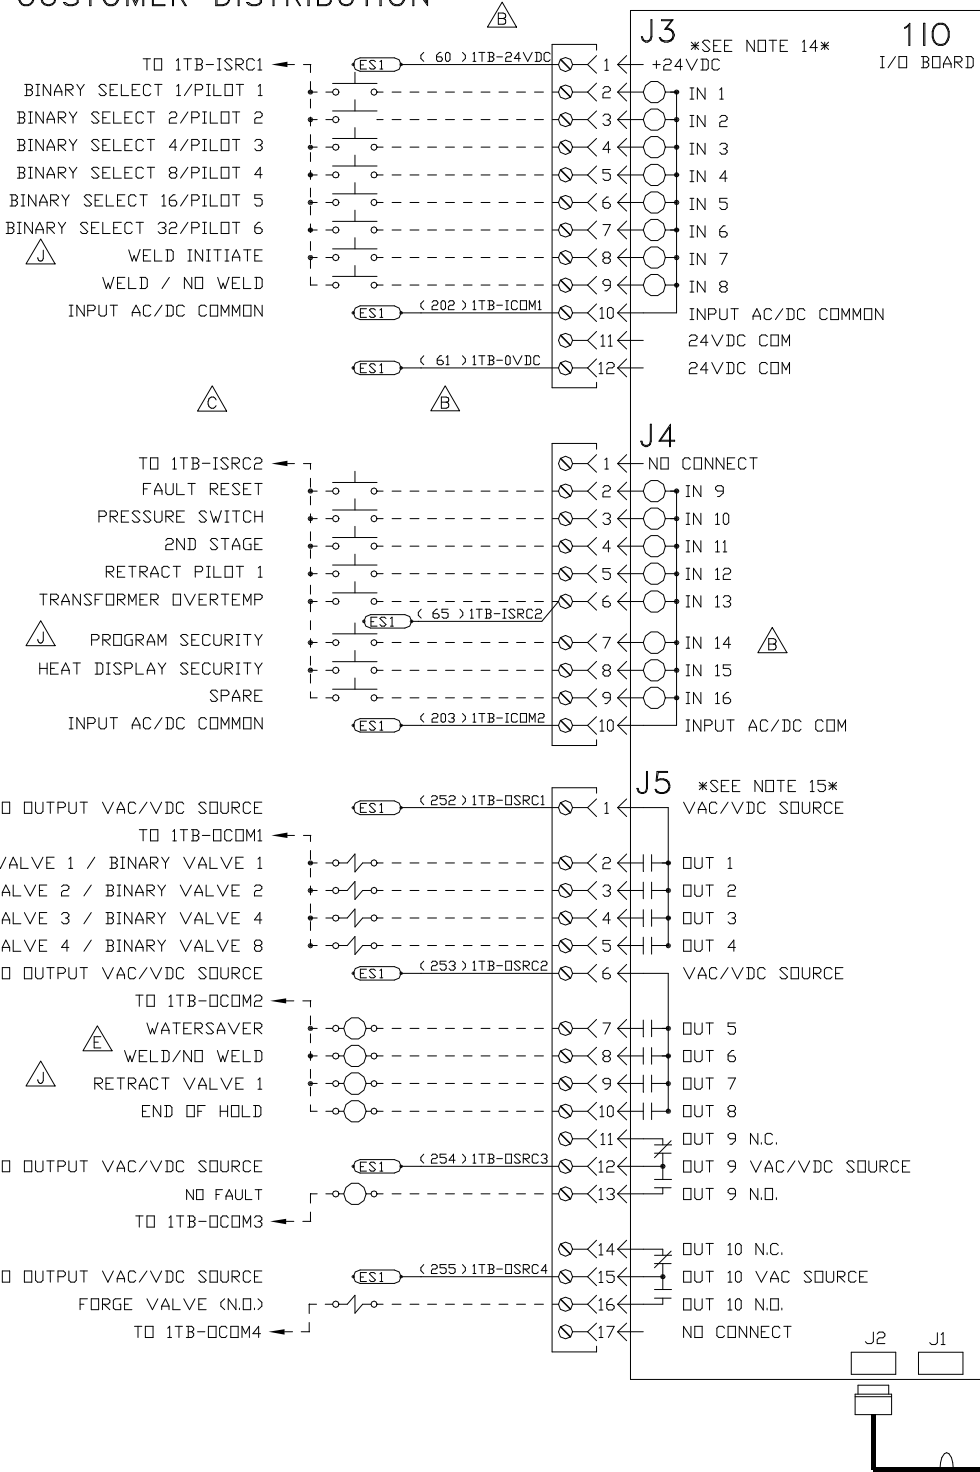 CUSTOMER DISTRIBUTION
B
J3 *SEE NOTE 14* 1IO
I/O BOARD
TO 1TB-ISRC1 ES1 ( 60 ) 1TB-24VDC 1 +24VDC
BINARY SELECT 1/PILOT 1 2 IN 1
BINARY SELECT 2/PILOT 2 3 IN 2
BINARY SELECT 4/PILOT 3 4 IN 3
BINARY SELECT 8/PILOT 4 5 IN 4
BINARY SELECT 16/PILOT 5 6 IN 5
BINARY SELECT 32/PILOT 6 7 IN 6
J WELD INITIATE 8 IN 7
WELD / NO WELD 9 IN 8
INPUT AC/DC COMMON ES1 ( 202 ) 1TB-ICOM1 10 INPUT AC/DC COMMON
11 24VDC COM
ES1 ( 61 ) 1TB-0VDC 12 24VDC COM
C B
J4
TO 1TB-ISRC2 1 NO CONNECT
FAULT RESET 2 IN 9
PRESSURE SWITCH 3 IN 10
2ND STAGE 4 IN 11
RETRACT PILOT 1 5 IN 12
TRANSFORMER OVERTEMP 6 IN 13
ES1 ( 65 ) 1TB-ISRC2
J PROGRAM SECURITY 7 IN 14 B
HEAT DISPLAY SECURITY 8 IN 15
SPARE 9 IN 16
INPUT AC/DC COMMON ES1 ( 203 ) 1TB-ICOM2 10 INPUT AC/DC COM
J5 *SEE NOTE 15*
O OUTPUT VAC/VDC SOURCE ES1 ( 252 ) 1TB-OSRC1 1 VAC/VDC SOURCE
TO 1TB-OCOM1
VALVE 1 / BINARY VALVE 1 2 OUT 1
ALVE 2 / BINARY VALVE 2 3 OUT 2
ALVE 3 / BINARY VALVE 4 4 OUT 3
ALVE 4 / BINARY VALVE 8 5 OUT 4
O OUTPUT VAC/VDC SOURCE ES1 ( 253 ) 1TB-OSRC2 6 VAC/VDC SOURCE
TO 1TB-OCOM2
WATERSAVER 7 OUT 5
E WELD/NO WELD 8 OUT 6
J RETRACT VALVE 1 9 OUT 7
END OF HOLD 10 OUT 8
11 OUT 9 N.C.
O OUTPUT VAC/VDC SOURCE ES1 ( 254 ) 1TB-OSRC3 12 OUT 9 VAC/VDC SOURCE
NO FAULT 13 OUT 9 N.O.
TO 1TB-OCOM3
14 OUT 10 N.C.
O OUTPUT VAC/VDC SOURCE ES1 ( 255 ) 1TB-OSRC4 15 OUT 10 VAC SOURCE
FORGE VALVE (N.O.) 16 OUT 10 N.O.
TO 1TB-OCOM4 17 NO CONNECT
J2 J1